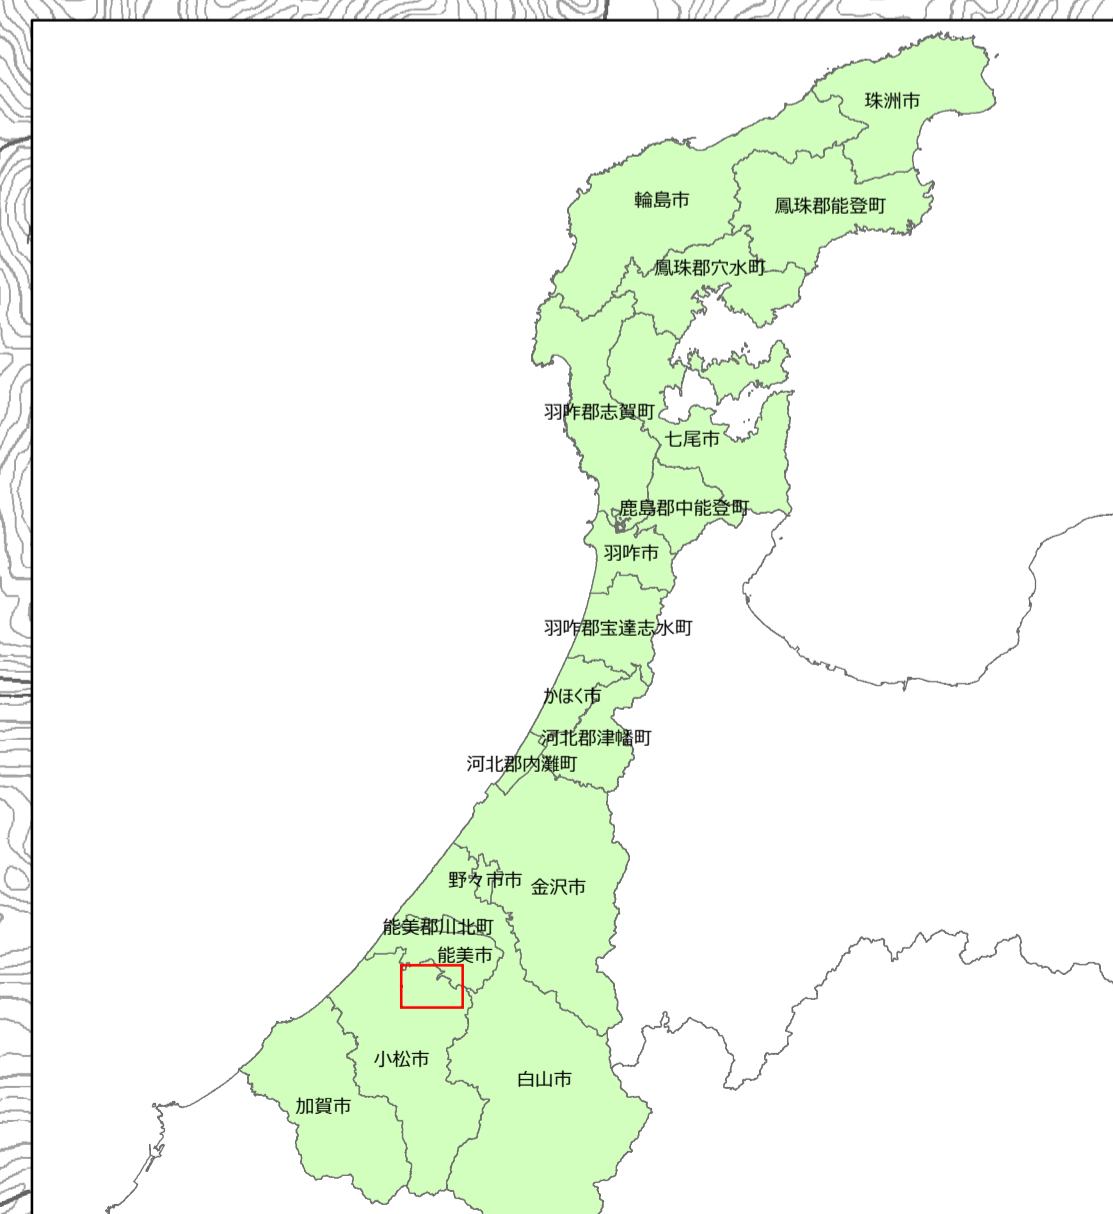 珠洲市
輪島市
鳳珠郡能登町
鳳珠郡穴水町
羽咋郡志賀町
七尾市
鹿島郡中能登町
羽咋市
羽咋郡宝達志水町
かほく市
河北郡津幡町
河北郡内灘町
野々市市
金沢市
能美郡川北町
能美市
小松市
白山市
加賀市